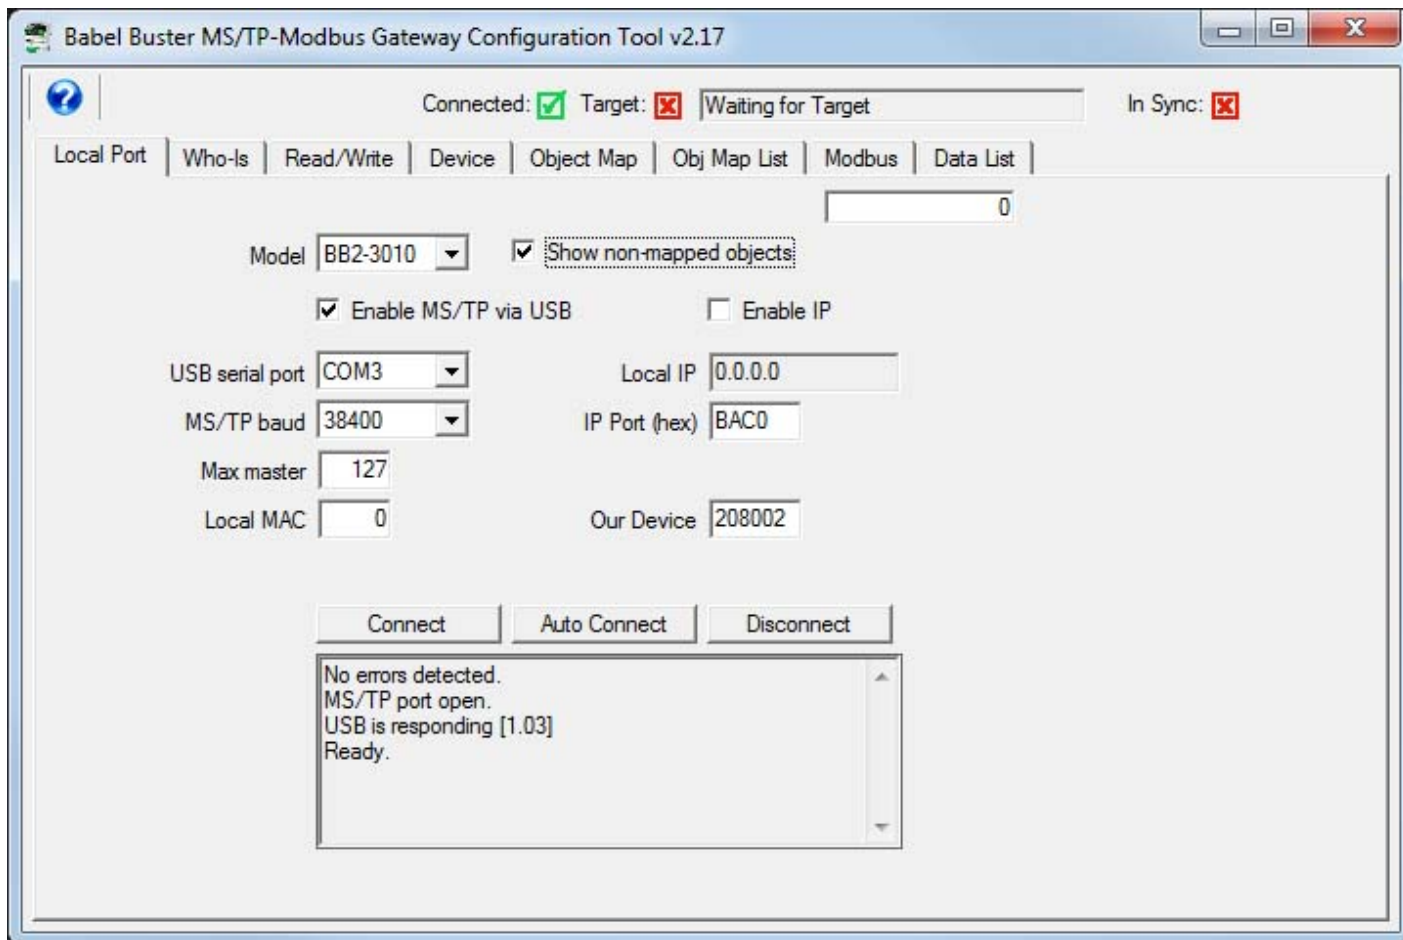 Babel Buster MS/TP-Modbus Gateway Configuration Tool v2.17
Connected: Target: Waiting for Target In Sync:
Local Port Who-Is Read/Write Device Object Map Obj Map List Modbus Data List
0
Model BB2-3010 Show non-mapped objects
Enable MS/TP via USB Enable IP
USB serial port COM3 Local IP 0.0.0.0
MS/TP baud 38400 IP Port (hex) BAC0
Max master 127
Local MAC 0 Our Device 208002
Connect Auto Connect Disconnect
No errors detected.
MS/TP port open.
USB is responding [1.03]
Ready.